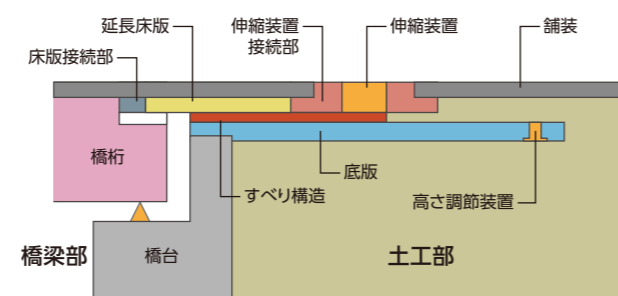 延長床版
伸縮装置
接続部
伸縮装置
舗装
床版接続部
橋桁
底版
すべり構造
高さ調節装置
橋梁部
橋台
土工部